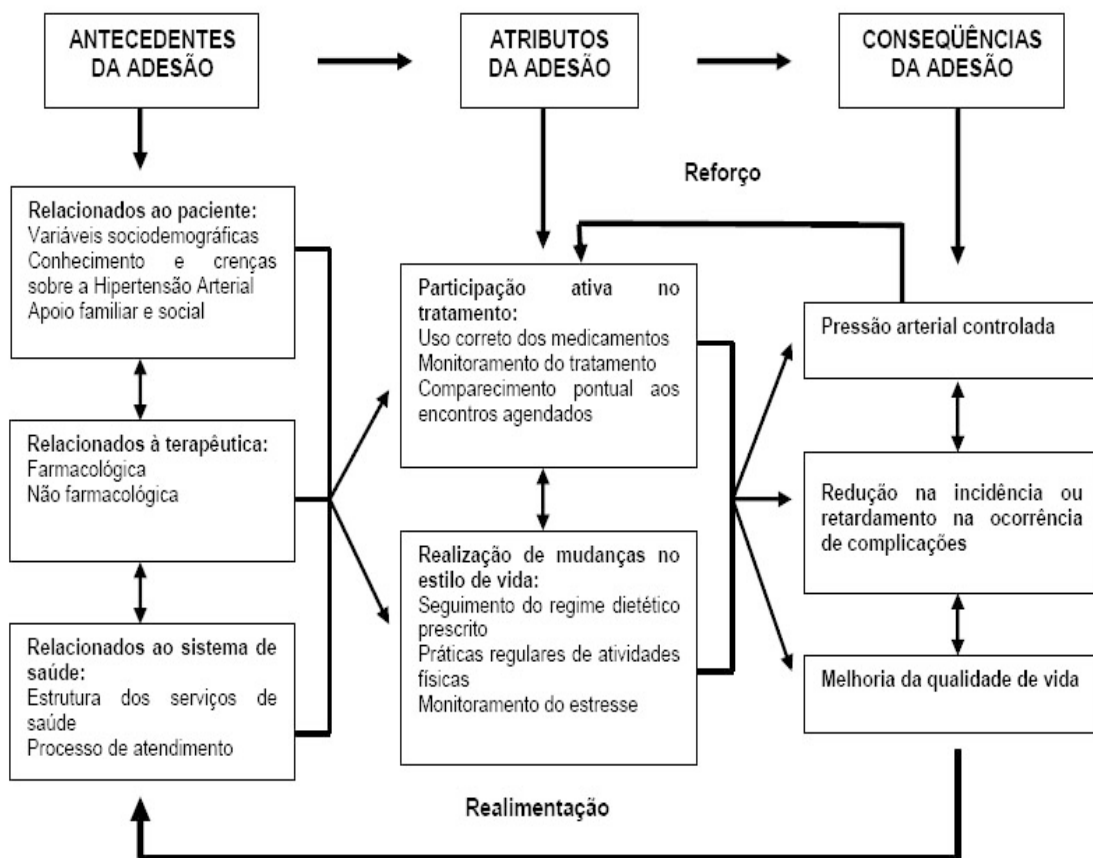 ANTECEDENTES
DA ADESÃO
ATRIBUTOS
DA ADESÃO
CONSEQÜÊNCIAS
DA ADESÃO
Reforço
Relacionados ao paciente:
Variáveis sociodemográficas
Conhecimento e crenças
sobre a Hipertensão Arterial
Apoio familiar e social
Relacionados à terapêutica:
Farmacológica
Não farmacológica
Relacionados ao sistema de
saúde:
Estrutura dos serviços de
saúde
Processo de atendimento
Participação ativa no
tratamento:
Uso correto dos medicamentos
Monitoramento do tratamento
Comparecimento pontual aos
encontros agendados
Realização de mudanças no
estilo de vida:
Seguimento do regime dietético
prescrito
Práticas regulares de atividades
físicas
Monitoramento do estresse
Pressão arterial controlada
Redução na incidência ou
retardamento na ocorrência
de complicações
Melhoria da qualidade de vida
Realimentação